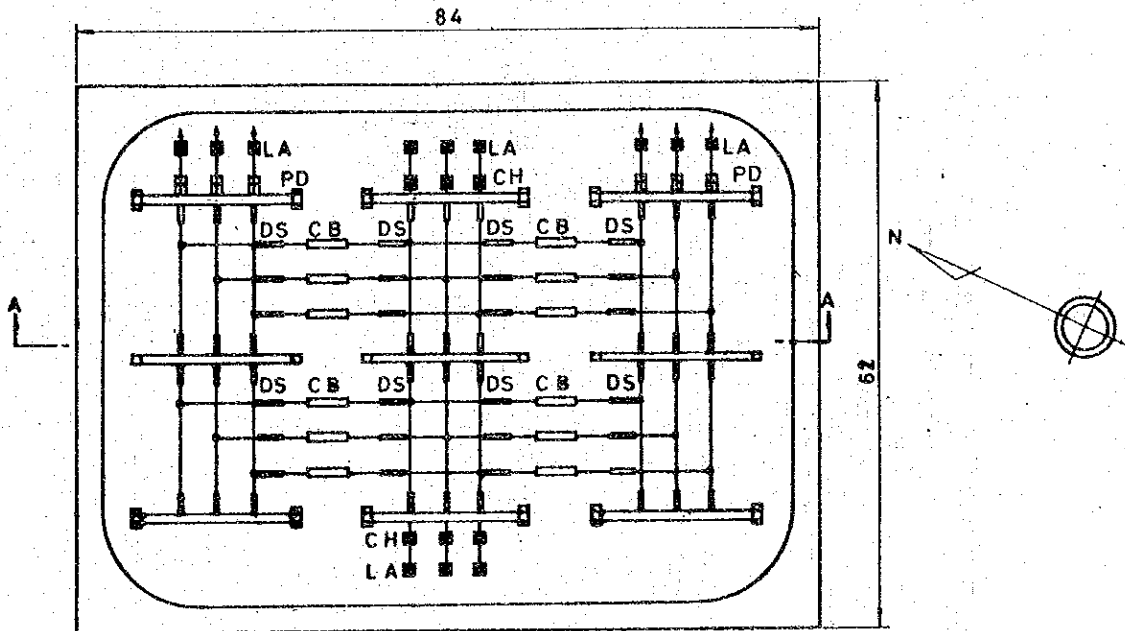 84
LA LA LA
PD CH PD
DS CB DS DS CB DS
N
A A
62
DS CB DS DS CB DS
CH
LA